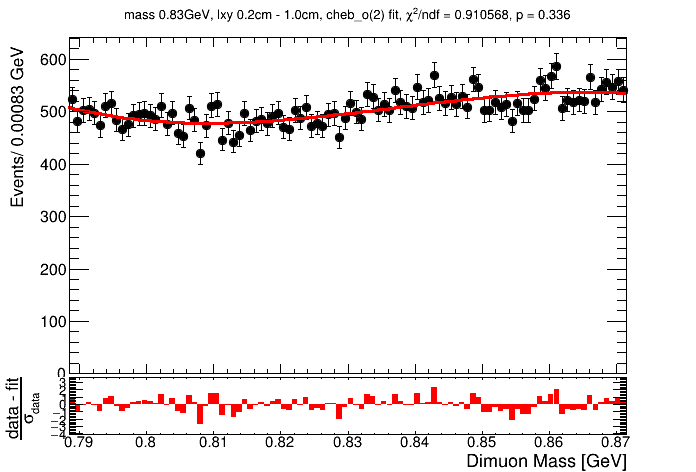 mass 0.83GeV, lxy 0.2cm - 1.0cm, cheb_o(2) fit, χ²/ndf = 0.910568, p = 0.336
Events/ 0.00083 GeV
600
500
400
300
200
100
0
data - fit
σdata
3
2
1
0
−1
−2
−3
−4
0.79 0.8 0.81 0.82 0.83 0.84 0.85 0.86 0.87
Dimuon Mass [GeV]